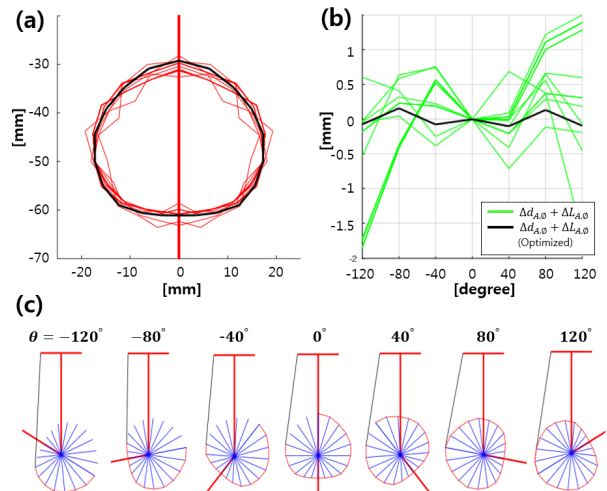 (a)
-30
-40
-50
-60
-70
[mm]
-20 -10 0 10 20
[mm]
(b)
1
0.5
0
-0.5
-1
-1.5
-2
[mm]
-120 -80 -40 0 40 80 120
[degree]
Δd_{A,Ø} + ΔL_{A,Ø}
Δd_{A,Ø} + ΔL_{A,Ø}
(Optimized)
(c)
θ = −120° −80° -40° 0° 40° 80° 120°